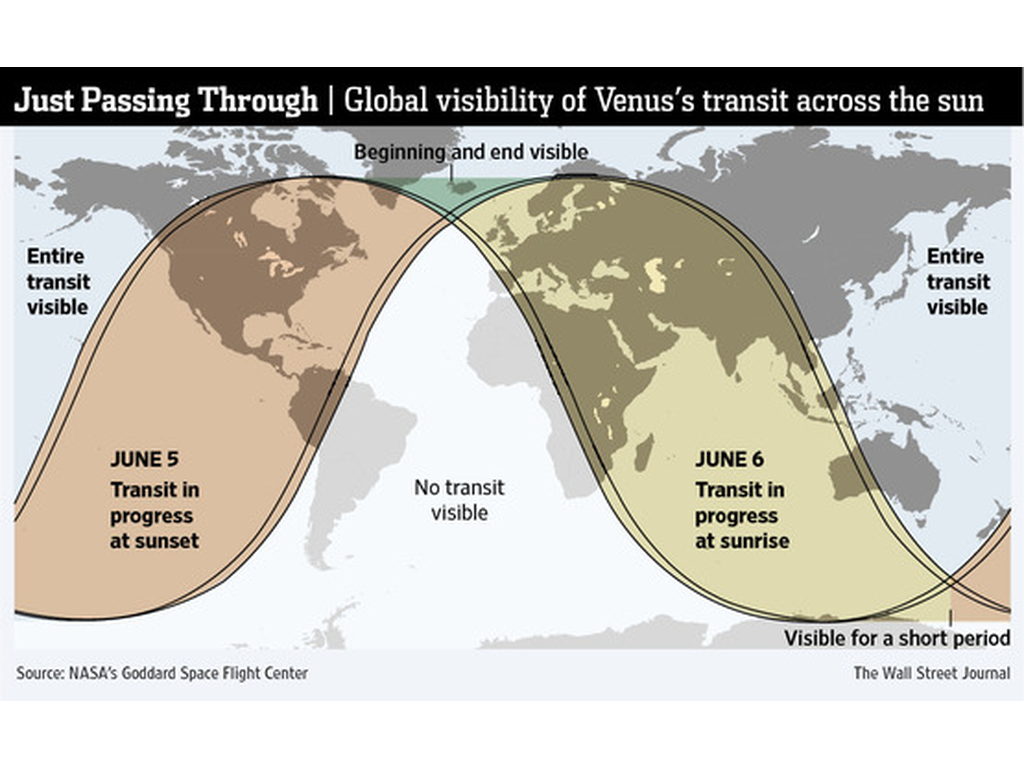 Just Passing Through | Global visibility of Venus's transit across the sun
Beginning and end visible
Entire
transit
visible
Entire
transit
visible
JUNE 5
Transit in
progress
at sunset
No transit
visible
JUNE 6
Transit in
progress
at sunrise
Visible for a short period
Source: NASA's Goddard Space Flight Center
The Wall Street Journal